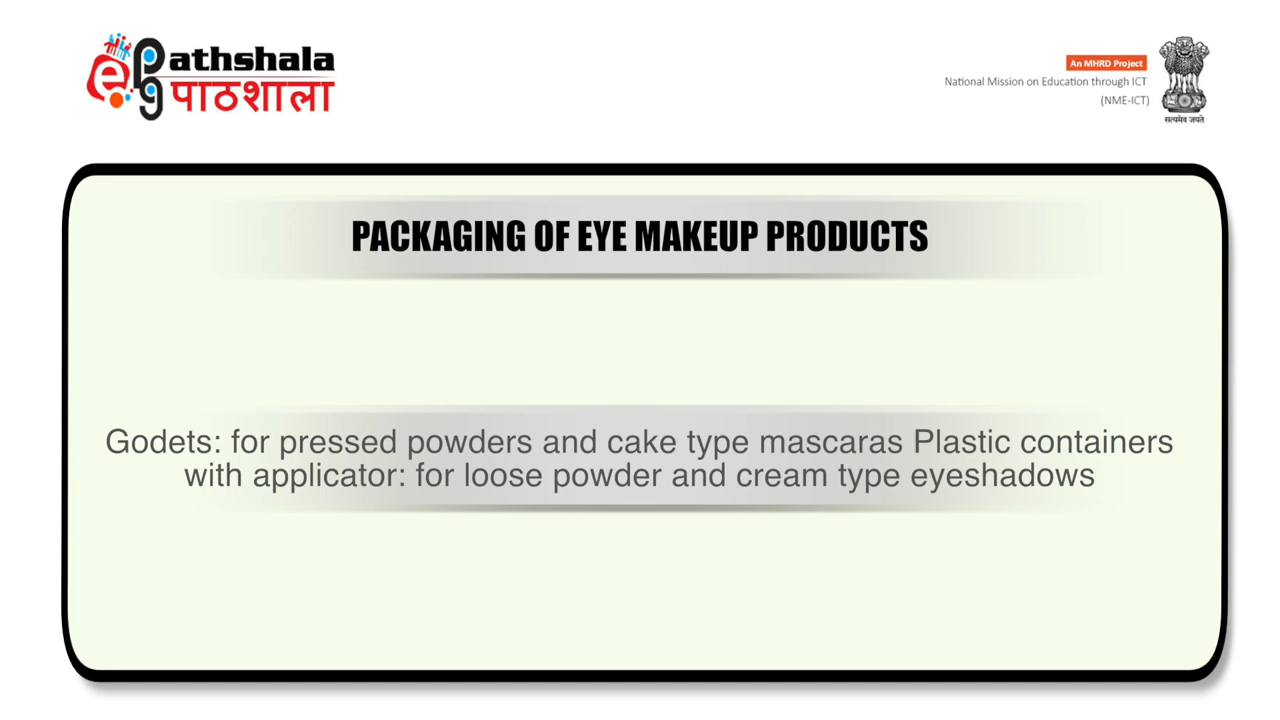 e pg Pathshala
पाठशाला
An MHRD Project
National Mission on Education through ICT
(NME-ICT)
सत्यमेव जयते
PACKAGING OF EYE MAKEUP PRODUCTS
Godets: for pressed powders and cake type mascaras Plastic containers
with applicator: for loose powder and cream type eyeshadows